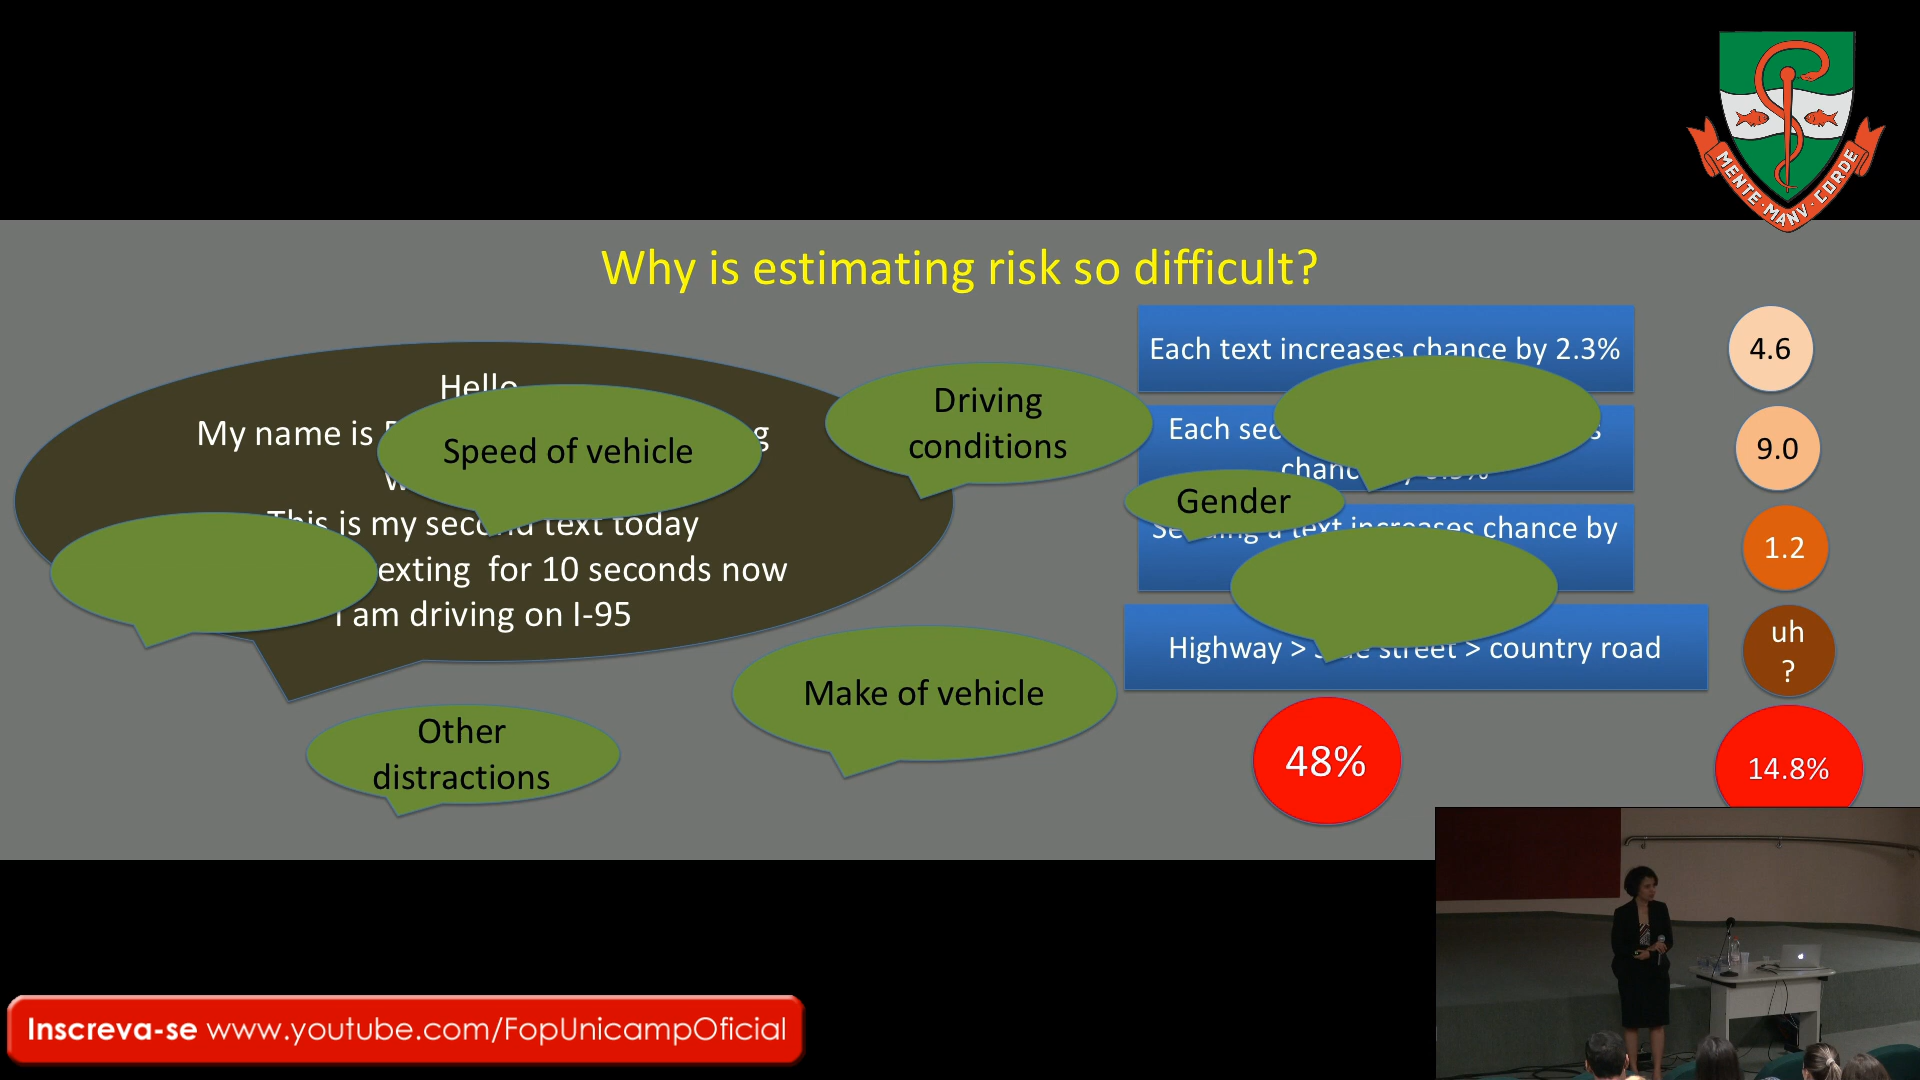 MENTE · MANV · CORDE
Why is estimating risk so difficult?
Hello
My name is
This is my second text today
exting for 10 seconds now
I am driving on I-95
Speed of vehicle
Driving
conditions
Gender
Make of vehicle
Other
distractions
Each text increases chance by 2.3%
Each
Sending a text increases chance by
Highway > side street > country road
4.6
9.0
1.2
uh
?
48%
14.8%
Inscreva-se www.youtube.com/FopUnicampOficial